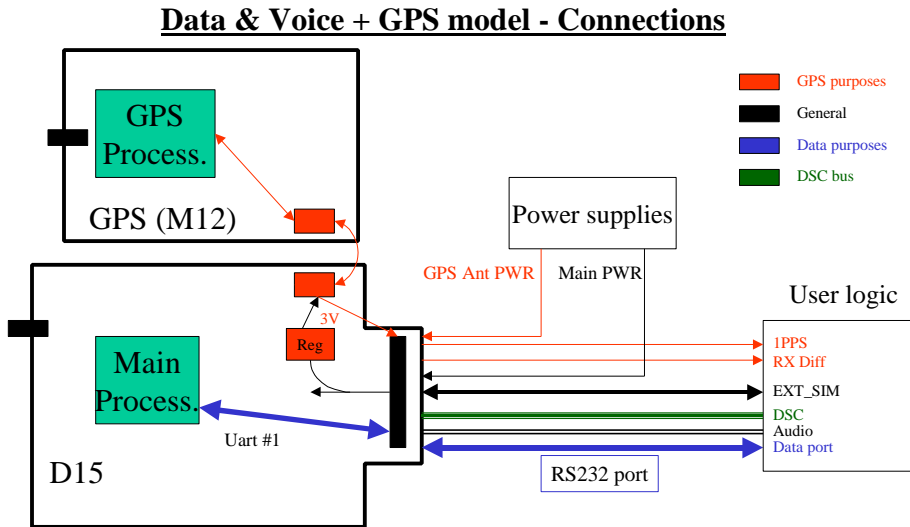 Data & Voice + GPS model - Connections
GPS purposes
General
Data purposes
DSC bus
GPS
Process.
GPS (M12)
Power supplies
GPS Ant PWR
Main PWR
User logic
3V
Reg
1PPS
RX Diff
EXT_SIM
DSC
Audio
Data port
Main
Process.
Uart #1
RS232 port
D15